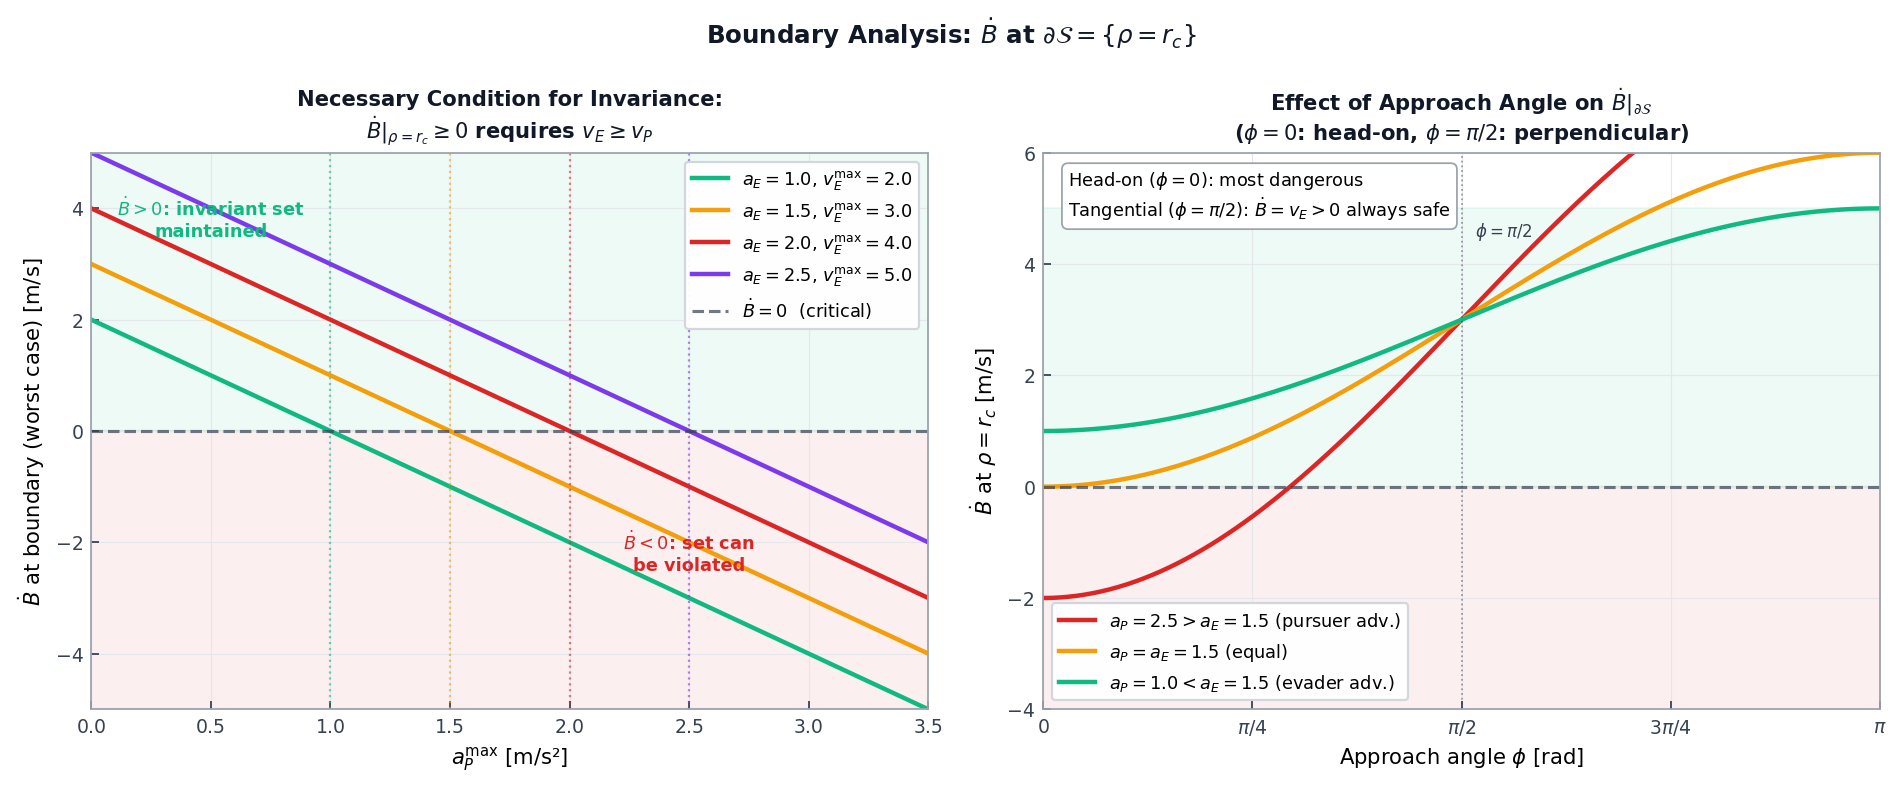 Boundary Analysis: Ḃ at ∂𝒮 = {ρ = r_c}
Necessary Condition for Invariance:
Ḃ|_{ρ=r_c} ≥ 0 requires v_E ≥ v_P
Ḃ at boundary (worst case) [m/s]
4
2
0
−2
−4
Ḃ > 0: invariant set
maintained
a_E = 1.0, v_E^max = 2.0
a_E = 1.5, v_E^max = 3.0
a_E = 2.0, v_E^max = 4.0
a_E = 2.5, v_E^max = 5.0
Ḃ = 0 (critical)
Ḃ < 0: set can
be violated
0.0 0.5 1.0 1.5 2.0 2.5 3.0 3.5
a_P^max [m/s²]
Effect of Approach Angle on Ḃ|_∂𝒮
(ϕ = 0: head-on, ϕ = π/2: perpendicular)
Ḃ at ρ = r_c [m/s]
6
4
2
0
−2
−4
Head-on (ϕ = 0): most dangerous
Tangential (ϕ = π/2): Ḃ = v_E > 0 always safe
ϕ = π/2
a_P = 2.5 > a_E = 1.5 (pursuer adv.)
a_P = a_E = 1.5 (equal)
a_P = 1.0 < a_E = 1.5 (evader adv.)
0 π/4 π/2 3π/4 π
Approach angle ϕ [rad]